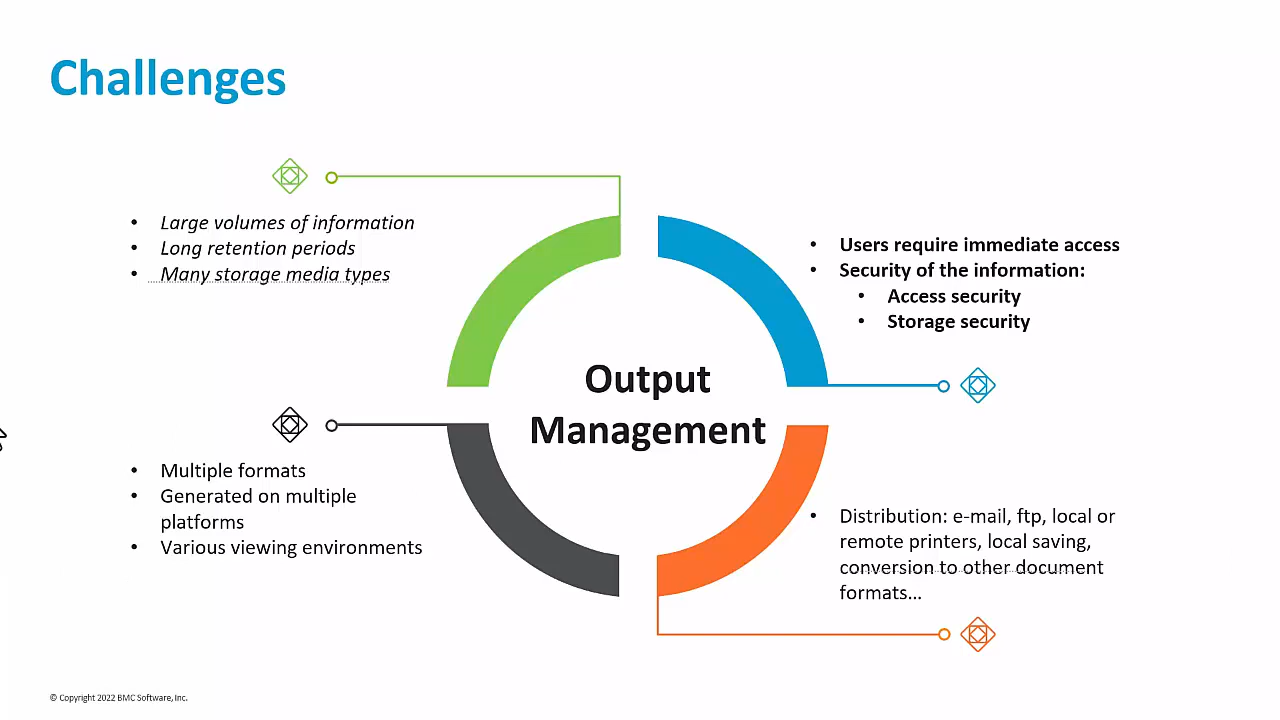 Challenges
• Large volumes of information
• Long retention periods
• Many storage media types
• Users require immediate access
• Security of the information:
• Access security
• Storage security
Output
Management
• Multiple formats
• Generated on multiple
platforms
• Various viewing environments
• Distribution: e-mail, ftp, local or
remote printers, local saving,
conversion to other document
formats...
© Copyright 2022 BMC Software, Inc.